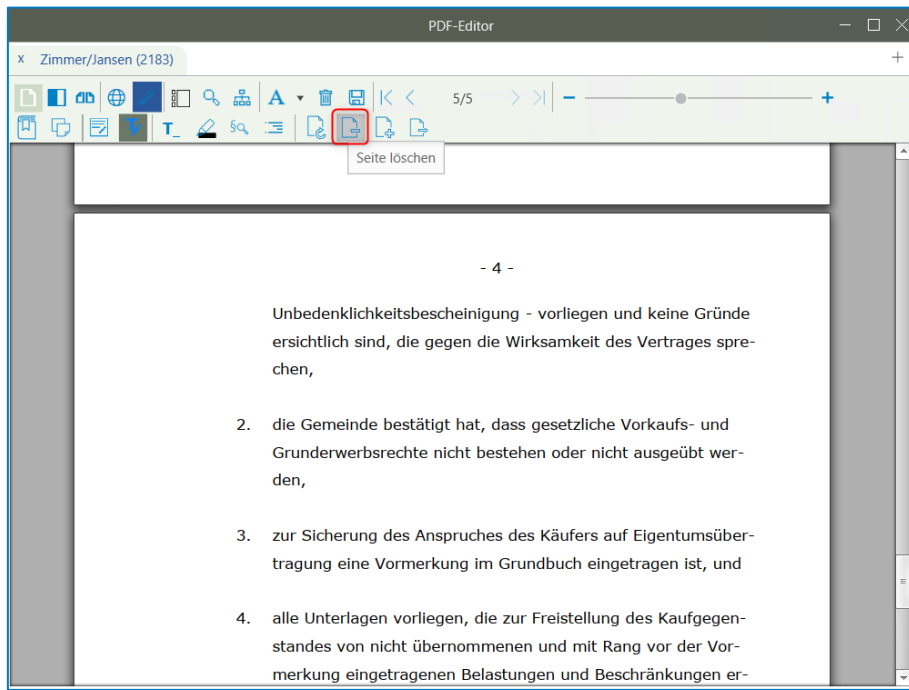 PDF-Editor
x Zimmer/Jansen (2183)
A 5/5
T_ §
Seite löschen
- 4 -
Unbedenklichkeitsbescheinigung - vorliegen und keine Gründe
ersichtlich sind, die gegen die Wirksamkeit des Vertrages spre-
chen,
2. die Gemeinde bestätigt hat, dass gesetzliche Vorkaufs- und
Grunderwerbsrechte nicht bestehen oder nicht ausgeübt wer-
den,
3. zur Sicherung des Anspruches des Käufers auf Eigentumsüber-
tragung eine Vormerkung im Grundbuch eingetragen ist, und
4. alle Unterlagen vorliegen, die zur Freistellung des Kaufgegen-
standes von nicht übernommenen und mit Rang vor der Vor-
merkung eingetragenen Belastungen und Beschränkungen er-